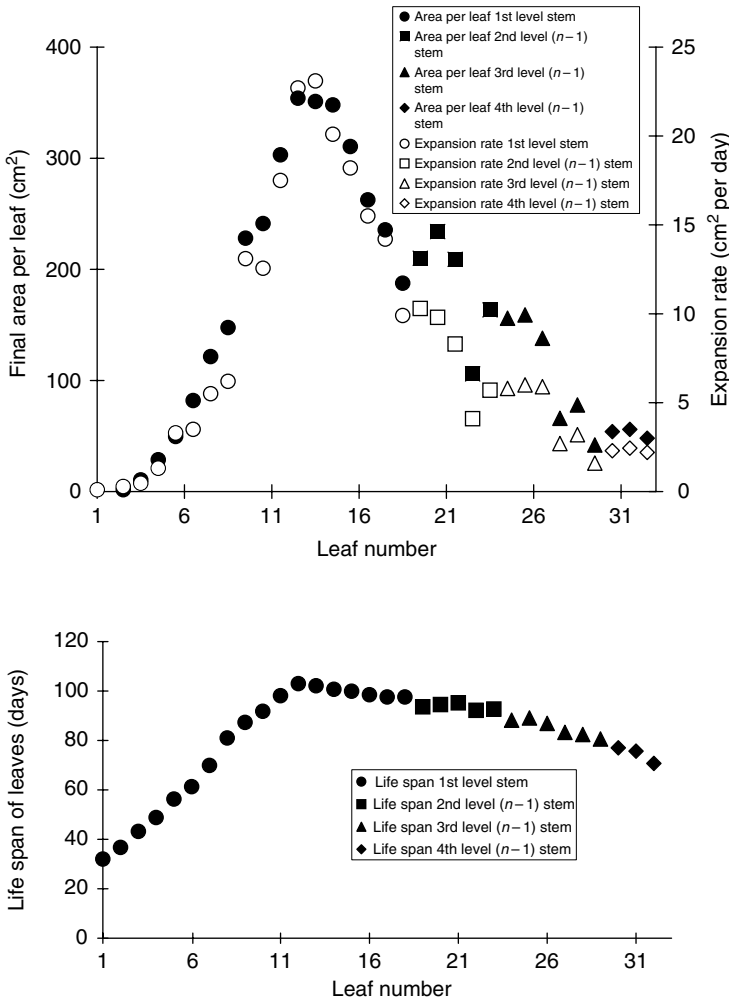 Area per leaf 1st level stem
Area per leaf 2nd level (n – 1)
stem
Area per leaf 3rd level (n – 1)
stem
Area per leaf 4th level (n – 1)
stem
Expansion rate 1st level stem
Expansion rate 2nd level (n – 1) stem
Expansion rate 3rd level (n – 1) stem
Expansion rate 4th level (n – 1) stem
Final area per leaf (cm²)
400
300
200
100
0
Expansion rate (cm² per day)
25
20
15
10
5
0
1 6 11 16 21 26 31
Leaf number
Life span of leaves (days)
120
100
80
60
40
20
0
Life span 1st level stem
Life span 2nd level (n – 1) stem
Life span 3rd level (n – 1) stem
Life span 4th level (n – 1) stem
1 6 11 16 21 26 31
Leaf number